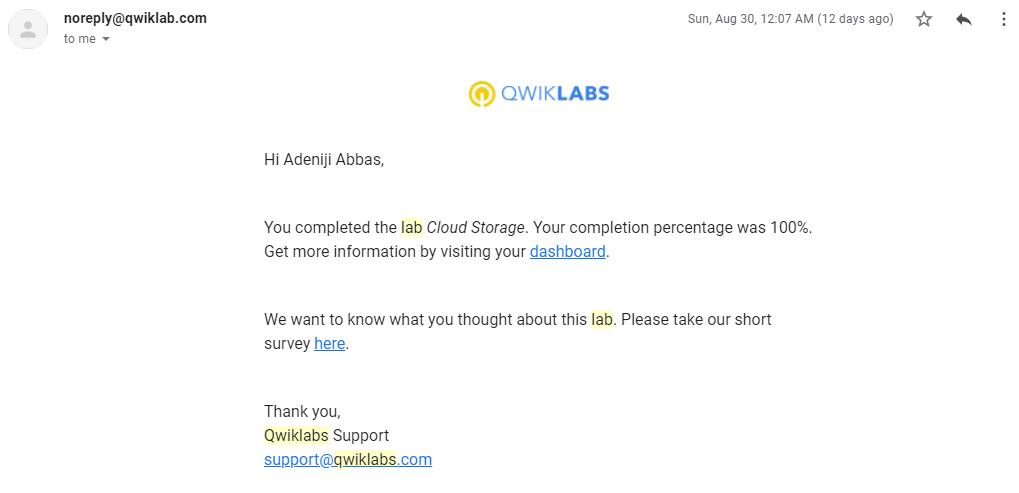 noreply@qwiklab.com
Sun, Aug 30, 12:07 AM (12 days ago)
to me
QWIKLABS
Hi Adeniji Abbas,
You completed the lab Cloud Storage. Your completion percentage was 100%.
Get more information by visiting your dashboard.
We want to know what you thought about this lab. Please take our short
survey here.
Thank you,
Qwiklabs Support
support@qwiklabs.com